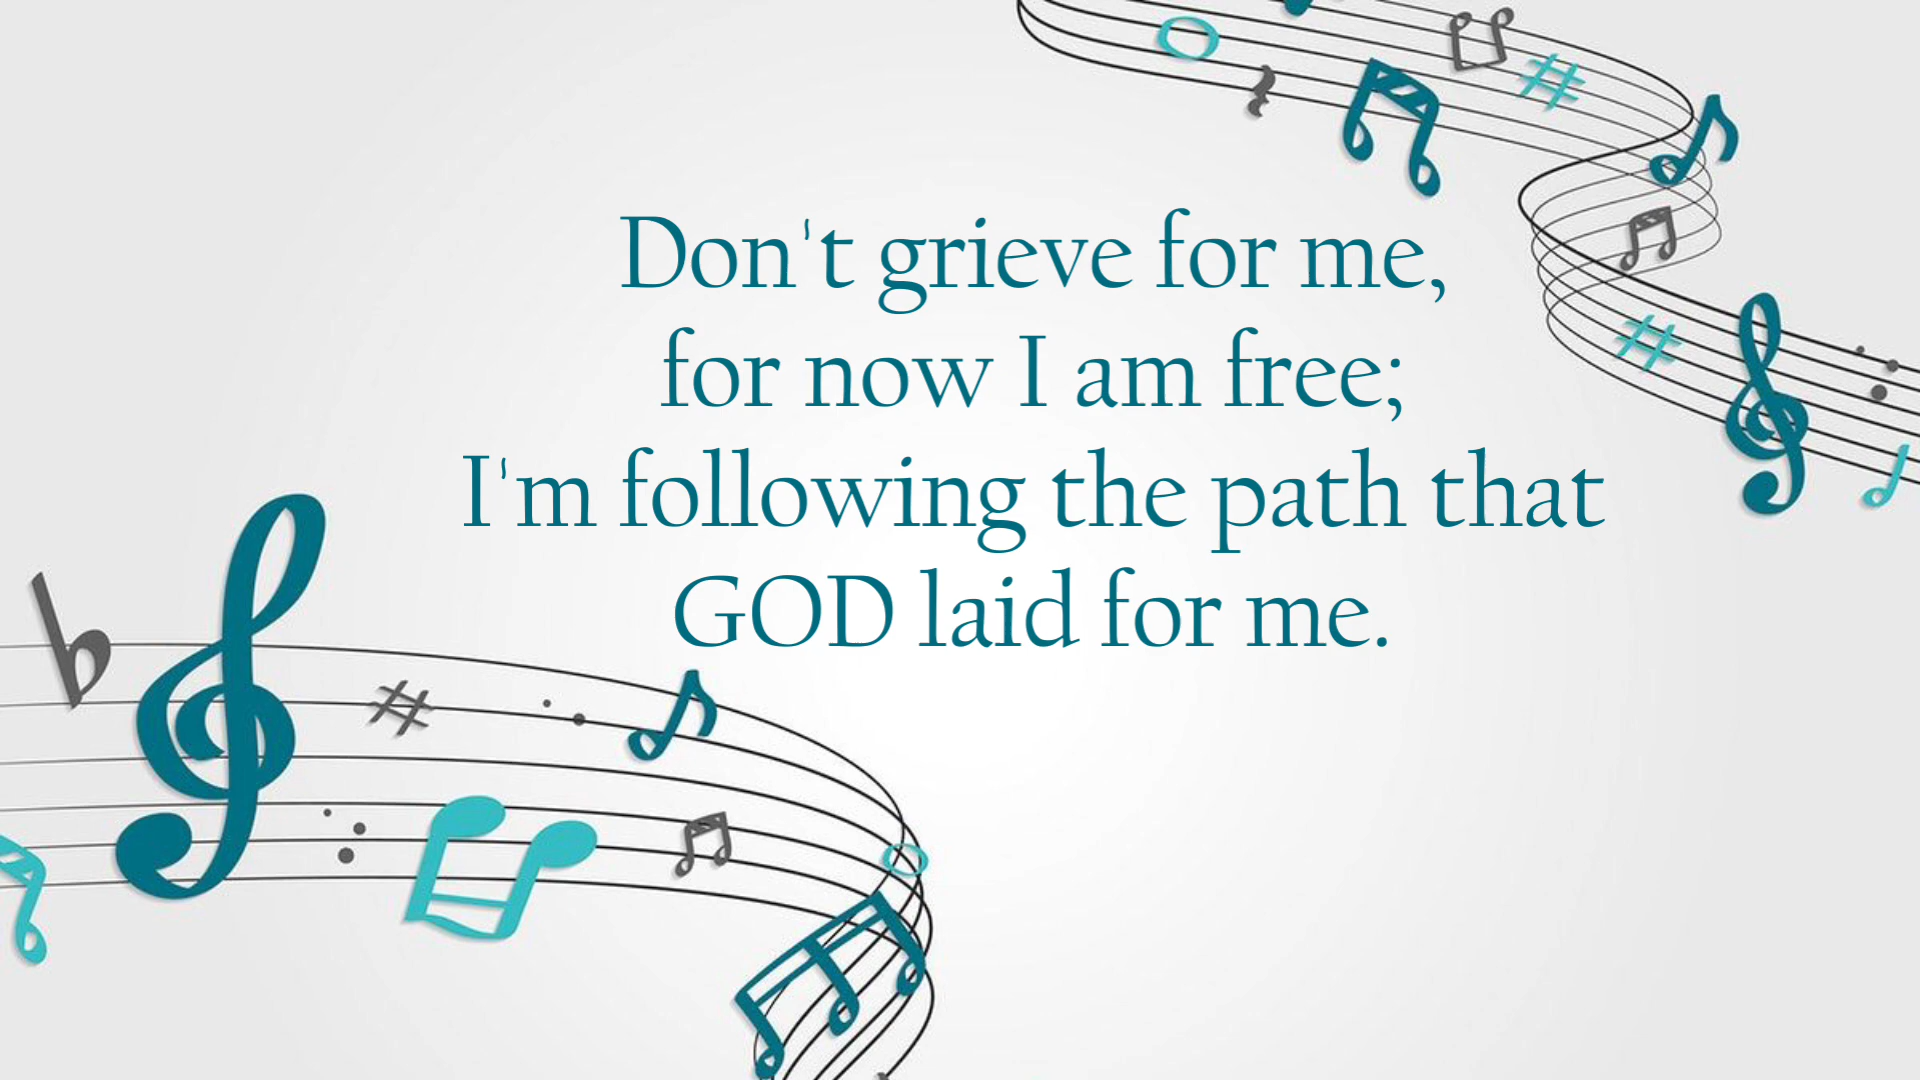 Don't grieve for me,
for now I am free;
I'm following the path that
GOD laid for me.